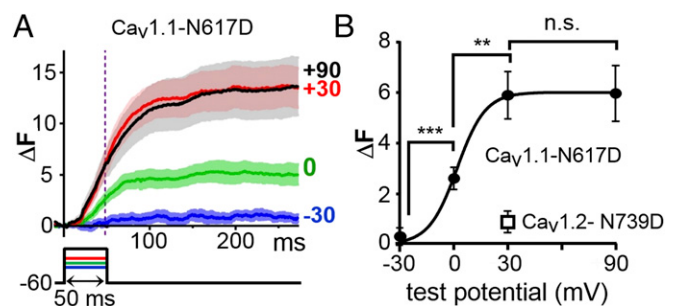 A
CaV1.1-N617D
ΔF
15
10
5
0
+90
+30
0
-30
100
200
ms
-60
50 ms
B
n.s.
**
***
ΔF
8
6
4
2
0
CaV1.1-N617D
CaV1.2- N739D
-30
0
30
90
test potential (mV)